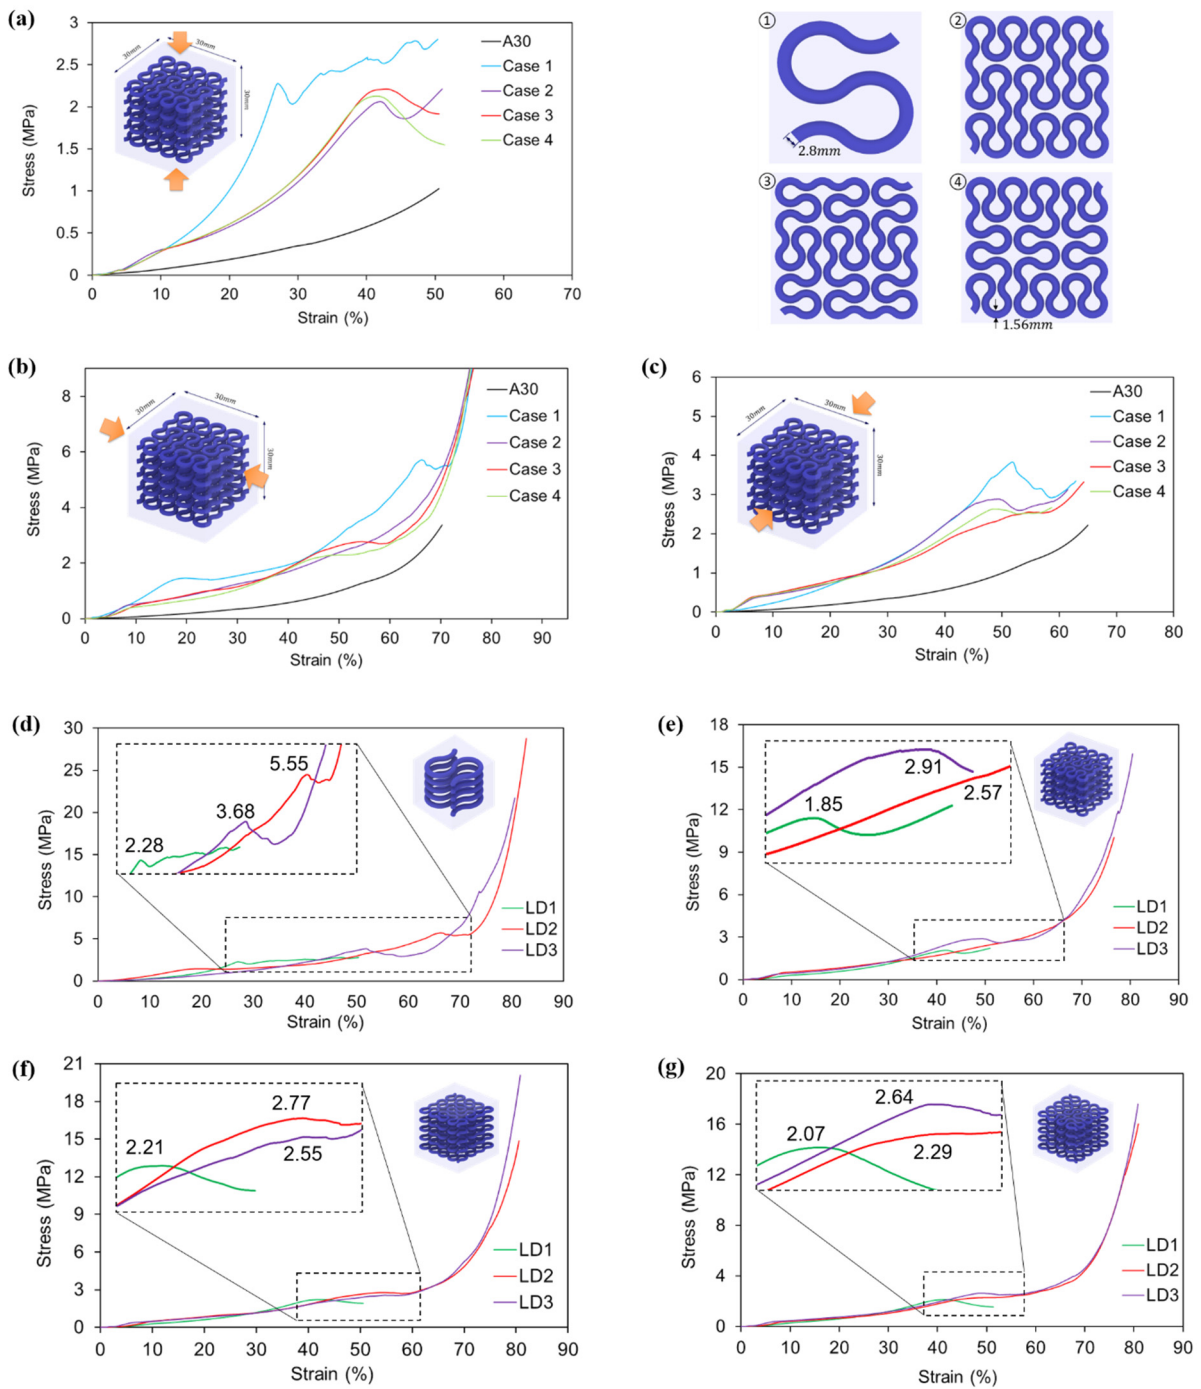 (a)
Stress (MPa)
3
2.5
2
1.5
1
0.5
0
0 10 20 30 40 50 60 70
Strain (%)
30mm
30mm
30mm
A30
Case 1
Case 2
Case 3
Case 4
①
2.8mm
②
③
④
1.56mm
(b)
Stress (MPa)
8
6
4
2
0
0 10 20 30 40 50 60 70 80 90
Strain (%)
30mm
30mm
30mm
A30
Case 1
Case 2
Case 3
Case 4
(c)
Stress (MPa)
6
5
4
3
2
1
0
0 10 20 30 40 50 60 70 80
Strain (%)
30mm
30mm
30mm
A30
Case 1
Case 2
Case 3
Case 4
(d)
Stress (MPa)
30
25
20
15
10
5
0
0 10 20 30 40 50 60 70 80 90
Strain (%)
5.55
3.68
2.28
LD1
LD2
LD3
(e)
Stress (MPa)
18
15
12
9
6
3
0
0 10 20 30 40 50 60 70 80 90
Strain (%)
2.91
1.85
2.57
LD1
LD2
LD3
(f)
Stress (MPa)
21
18
15
12
9
6
3
0
0 10 20 30 40 50 60 70 80 90
Strain (%)
2.77
2.21
2.55
LD1
LD2
LD3
(g)
Stress (MPa)
20
16
12
8
4
0
0 10 20 30 40 50 60 70 80 90
Strain (%)
2.64
2.07
2.29
LD1
LD2
LD3